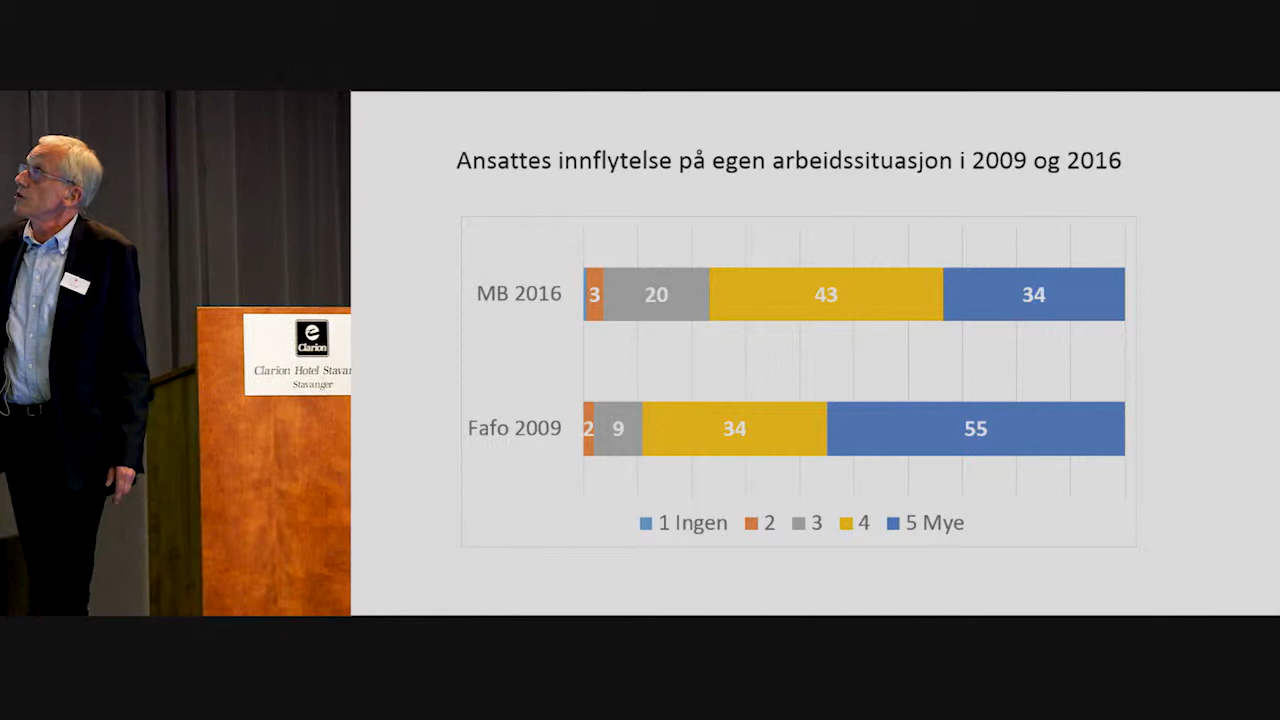 Ansattes innflytelse på egen arbeidssituasjon i 2009 og 2016
MB 2016
3 20 43 34
Fafo 2009
2 9 34 55
1 Ingen 2 3 4 5 Mye
e
Clarion
Clarion Hotel Stavan
Stavanger